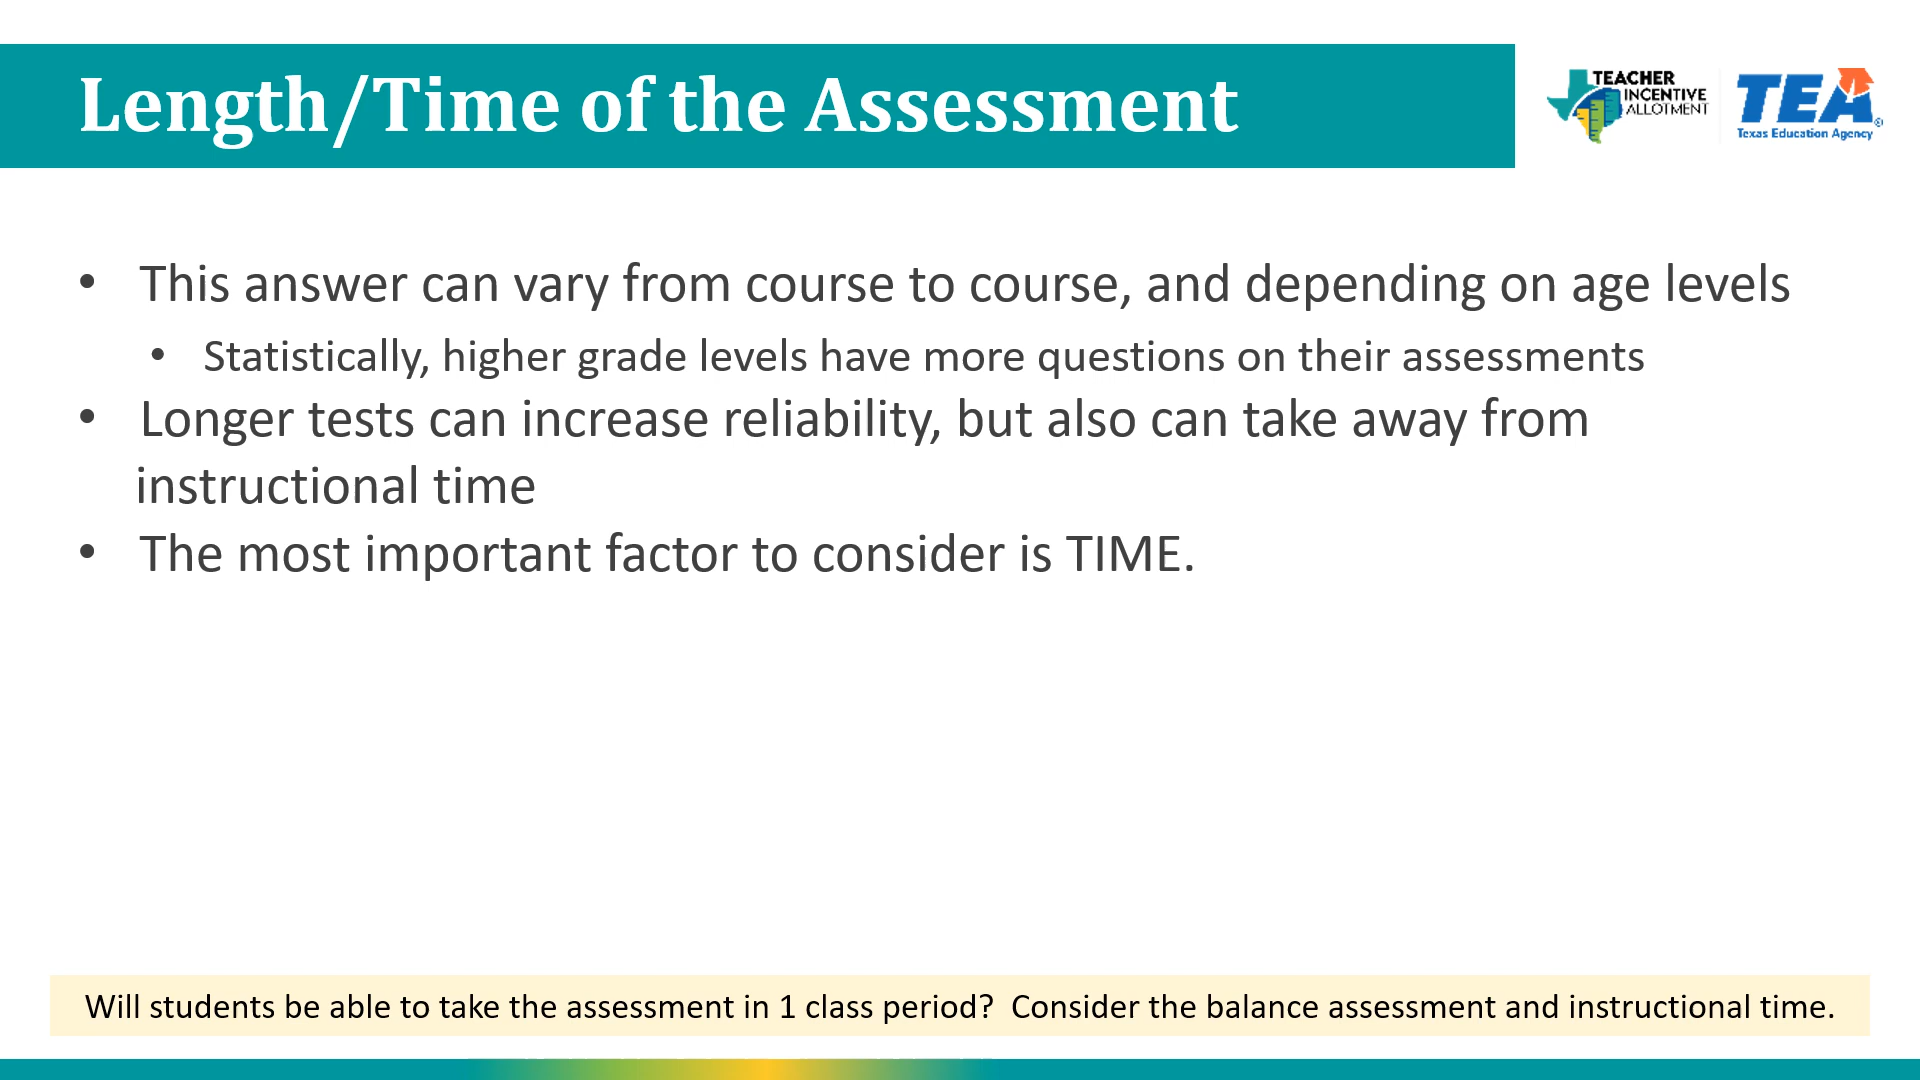 Length/Time of the Assessment
TEACHER
INCENTIVE
ALLOTMENT
TEA®
Texas Education Agency
• This answer can vary from course to course, and depending on age levels
• Statistically, higher grade levels have more questions on their assessments
• Longer tests can increase reliability, but also can take away from
instructional time
• The most important factor to consider is TIME.
Will students be able to take the assessment in 1 class period?  Consider the balance assessment and instructional time.